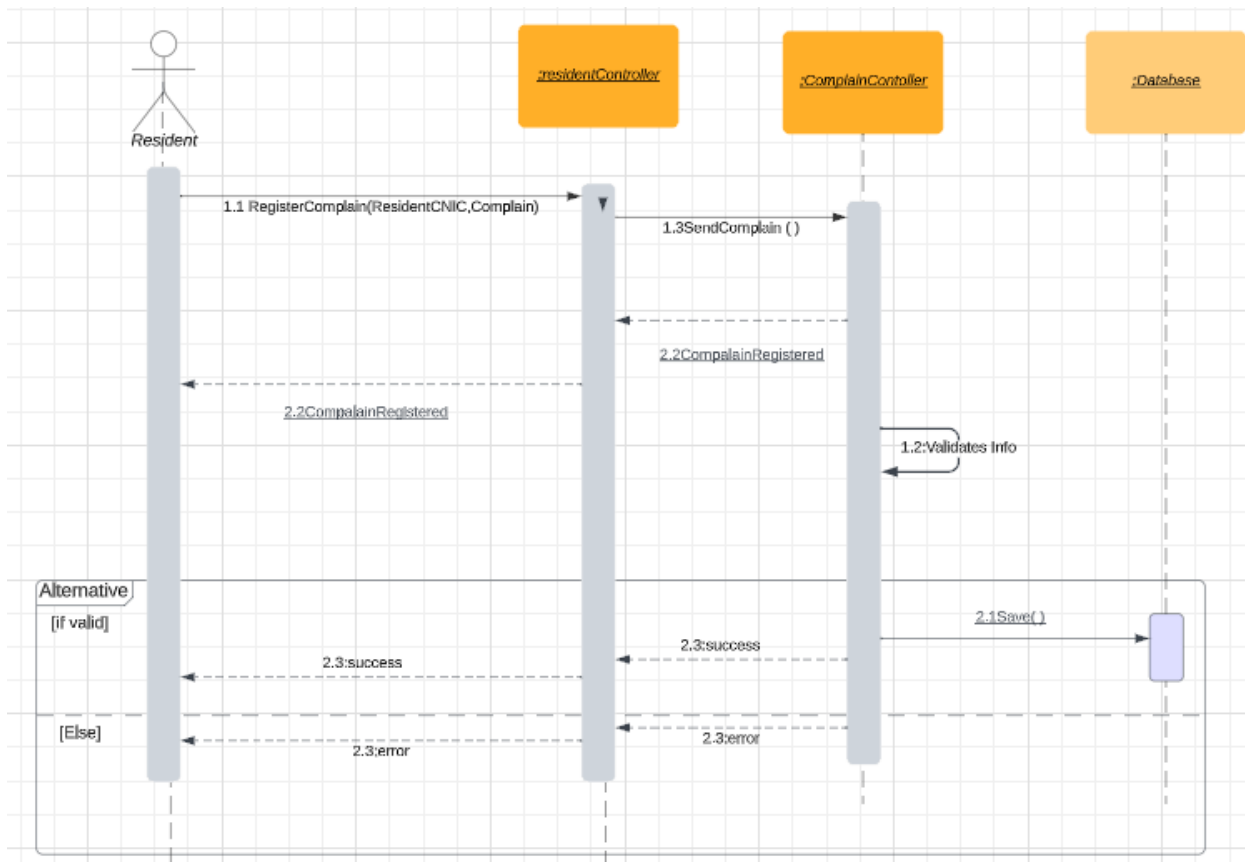 :residentController
:ComplainContoller
:Database
Resident
1.1 RegisterComplain(ResidentCNIC,Complain)
1.3SendComplain ( )
2.2CompalainRegistered
2.2CompalainRegistered
1.2:Validates Info
Alternative
[if valid]
2.1Save( )
2.3:success
2.3:success
[Else]
2.3:error
2.3:error